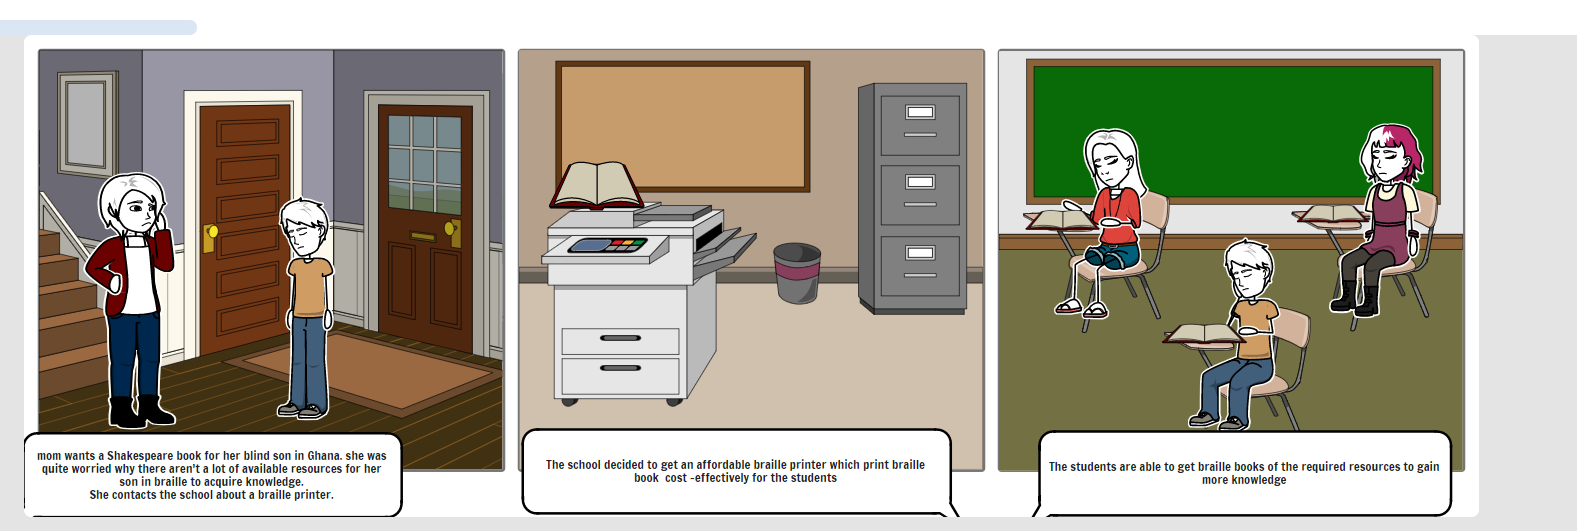 mom wants a Shakespeare book for her blind son in Ghana. she was
quite worried why there aren't a lot of available resources for her
son in braille to acquire knowledge.
She contacts the school about a braille printer.
The school decided to get an affordable braille printer which print braille
book cost -effectively for the students
The students are able to get braille books of the required resources to gain
more knowledge